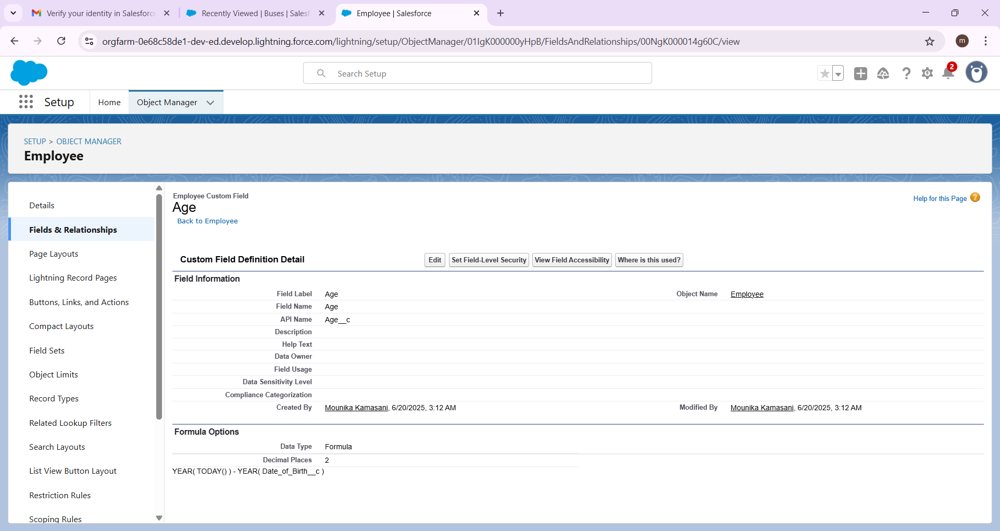 Verify your identity in Salesforce
Recently Viewed | Buses | Salesf
Employee | Salesforce
orgfarm-0e68c58de1-dev-ed.develop.lightning.force.com/lightning/setup/ObjectManager/01IgK000000yHpB/FieldsAndRelationships/00NgK000014g60C/view
m
Search Setup
2
Setup
Home
Object Manager
SETUP > OBJECT MANAGER
Employee
Details
Fields & Relationships
Page Layouts
Lightning Record Pages
Buttons, Links, and Actions
Compact Layouts
Field Sets
Object Limits
Record Types
Related Lookup Filters
Search Layouts
List View Button Layout
Restriction Rules
Scoping Rules
Employee Custom Field
Age
Back to Employee
Help for this Page ?
Custom Field Definition Detail
Edit
Set Field-Level Security
View Field Accessibility
Where is this used?
Field Information
Field Label Age Object Name Employee
Field Name Age
API Name Age__c
Description
Help Text
Data Owner
Field Usage
Data Sensitivity Level
Compliance Categorization
Created By Mounika Kamasani, 6/20/2025, 3:12 AM Modified By Mounika Kamasani, 6/20/2025, 3:12 AM
Formula Options
Data Type Formula
Decimal Places 2
YEAR( TODAY() ) - YEAR( Date_of_Birth__c )